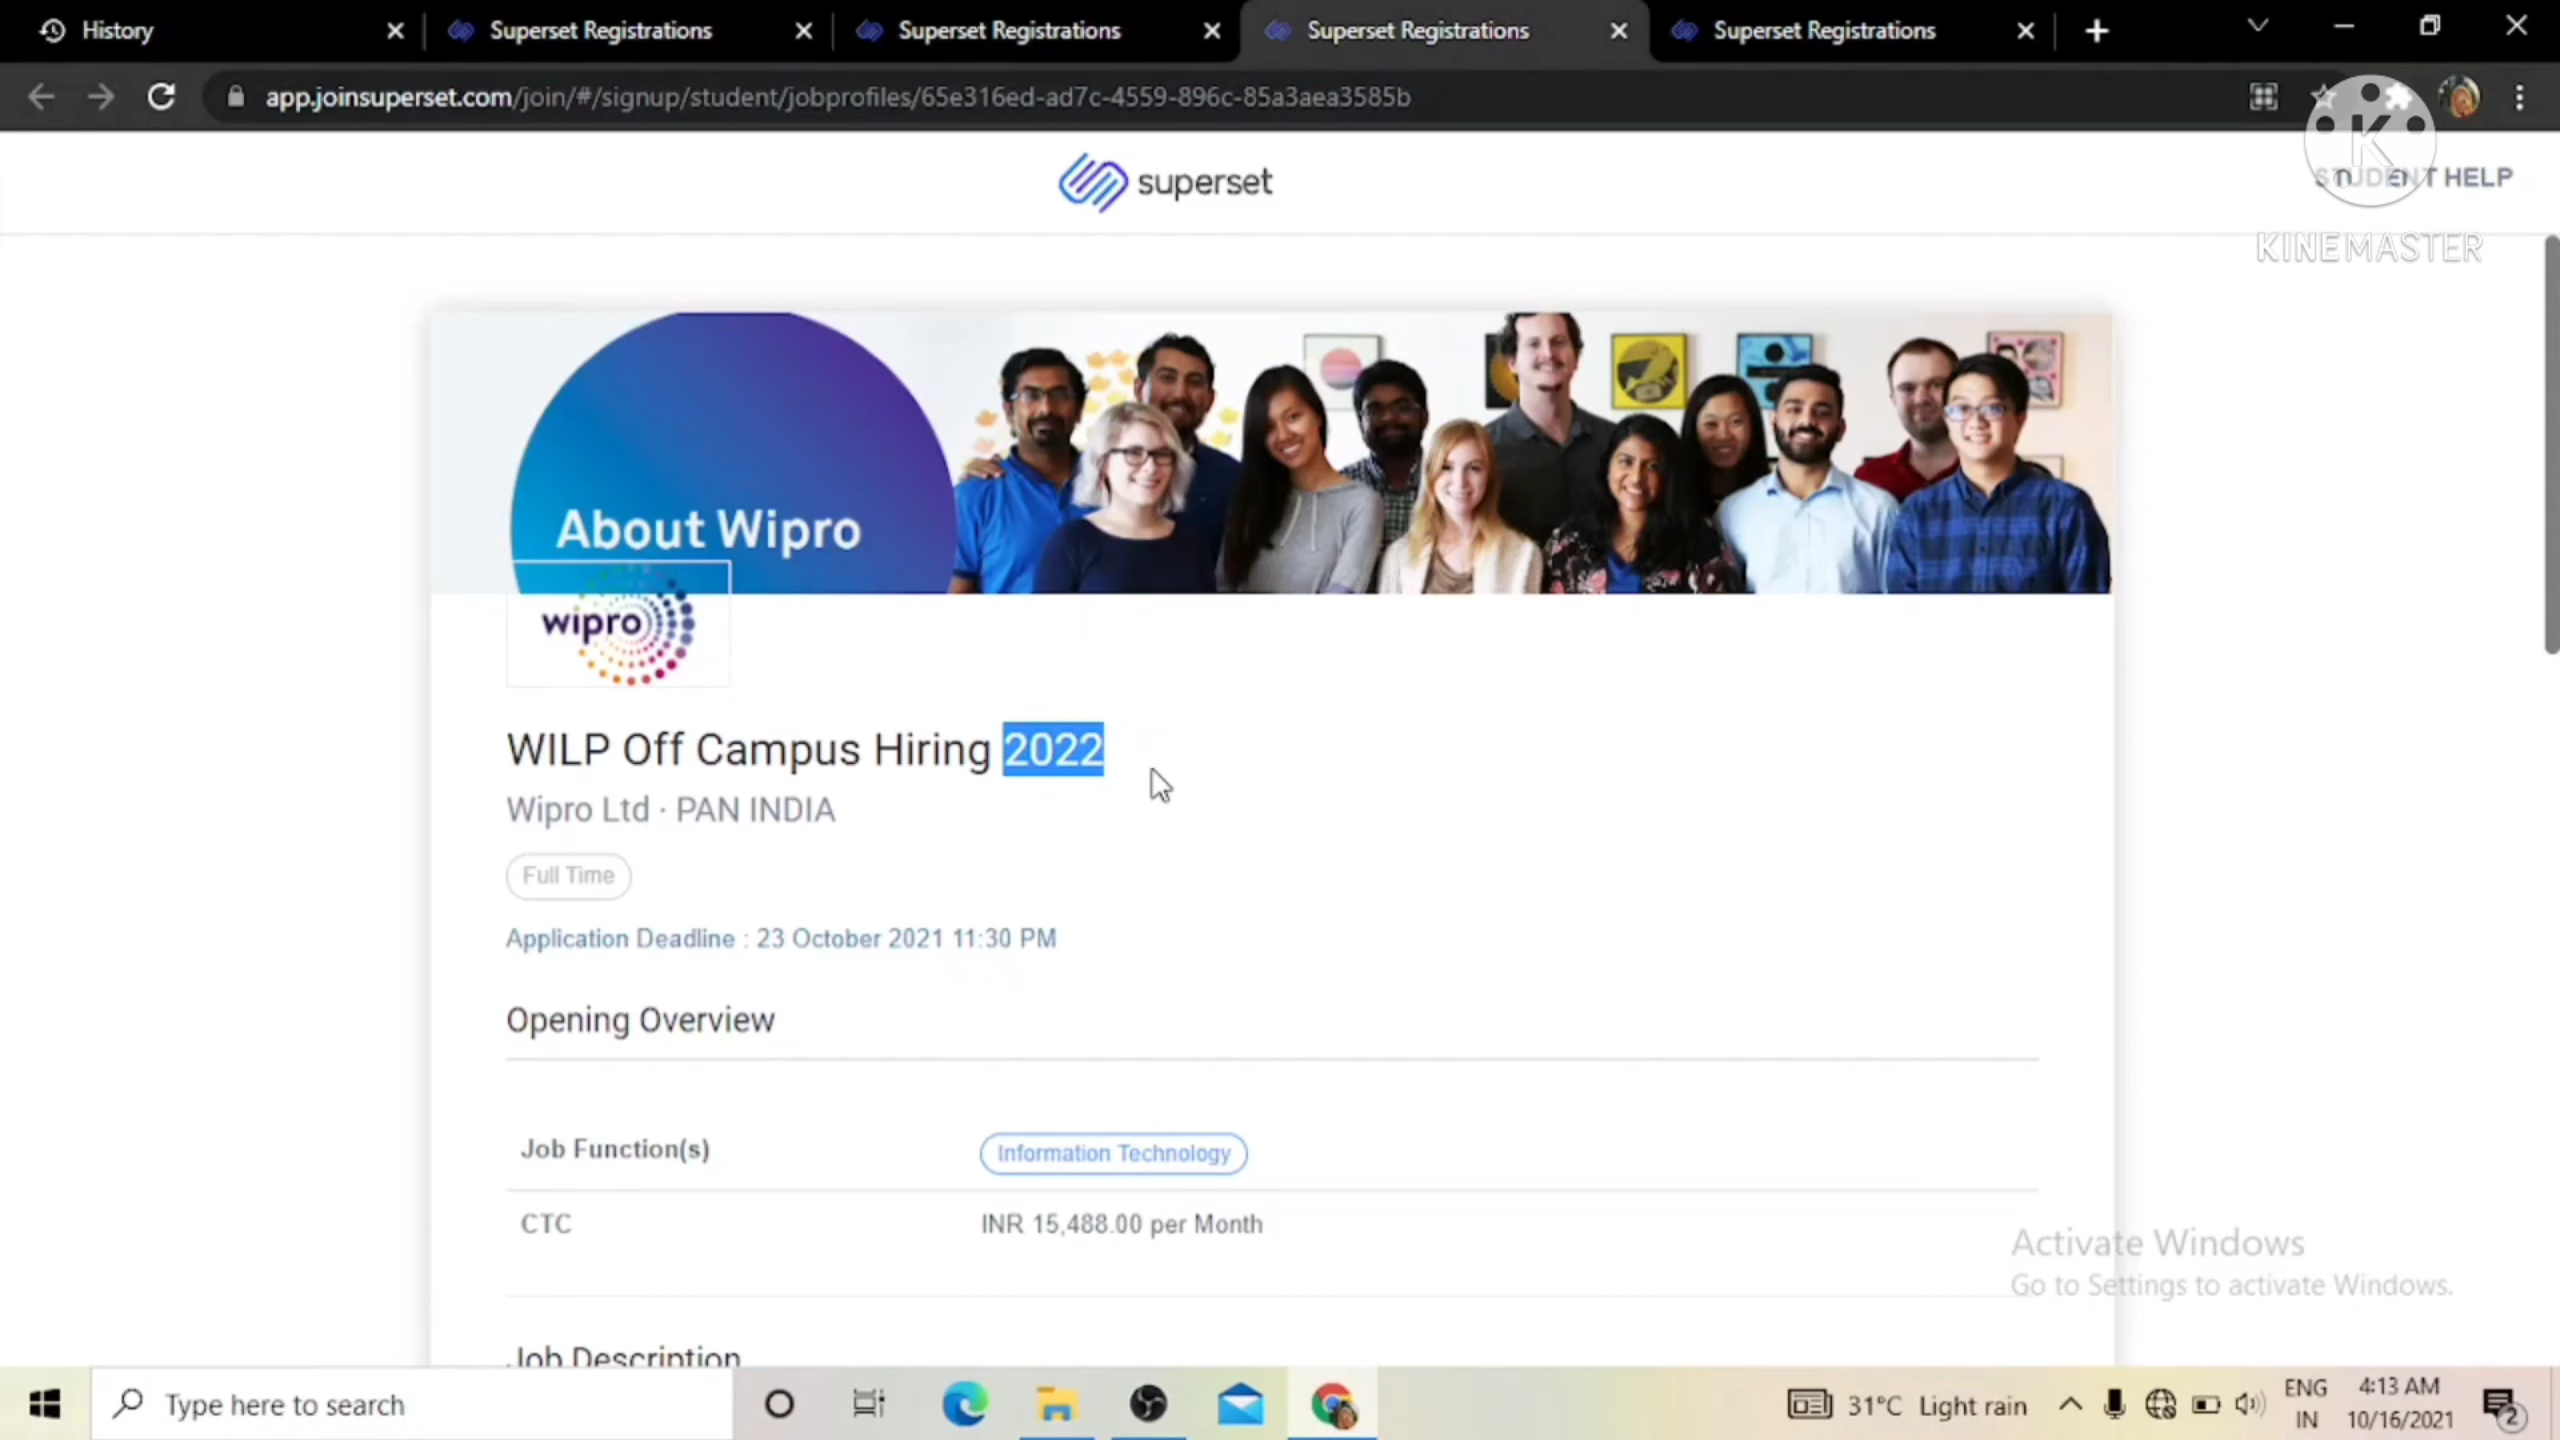 History
Superset Registrations
Superset Registrations
Superset Registrations
Superset Registrations
app.joinsuperset.com/join/#/signup/student/jobprofiles/65e316ed-ad7c-4559-896c-85a3aea3585b
superset
STUDENT HELP
K
KINEMASTER
About Wipro
wipro
WILP Off Campus Hiring 2022
Wipro Ltd · PAN INDIA
Full Time
Application Deadline : 23 October 2021 11:30 PM
Opening Overview
Job Function(s) Information Technology
CTC INR 15,488.00 per Month
Job Description
Activate Windows
Go to Settings to activate Windows.
Type here to search
31°C Light rain
ENG
IN
4:13 AM
10/16/2021
2